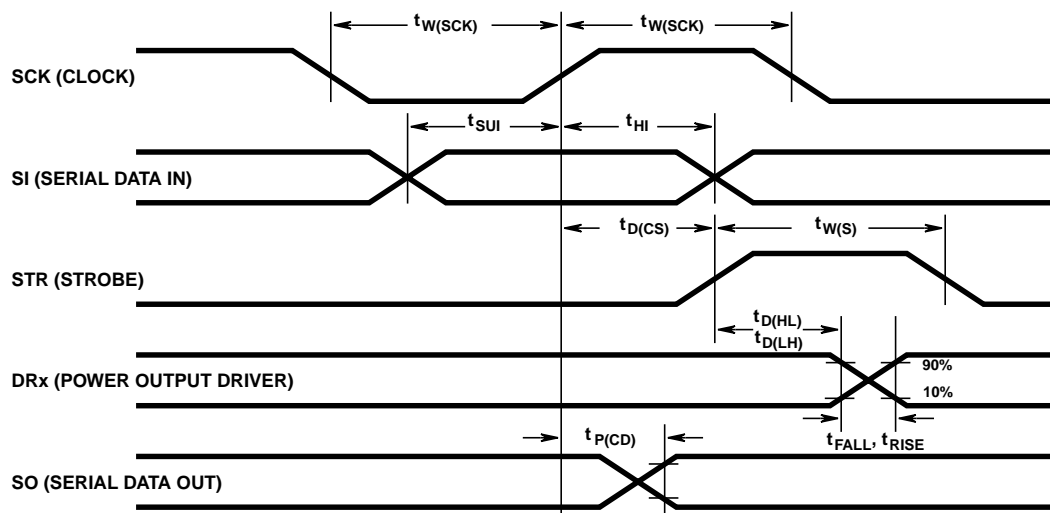 tW(SCK) tW(SCK)
SCK (CLOCK)
tSUI tHI
SI (SERIAL DATA IN)
tD(CS) tW(S)
STR (STROBE)
tD(HL)
tD(LH)
DRx (POWER OUTPUT DRIVER)
90%
10%
tP(CD)
tFALL, tRISE
SO (SERIAL DATA OUT)